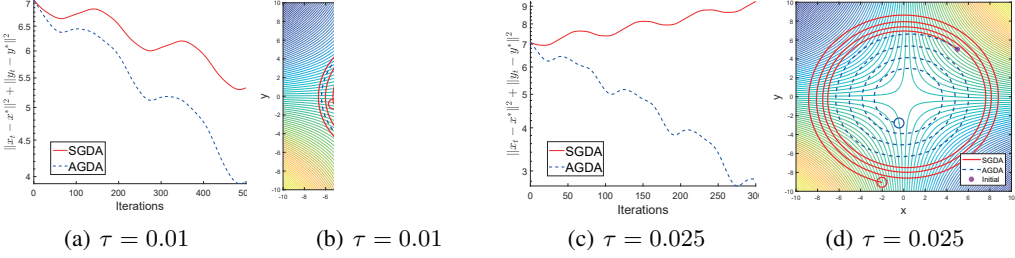 ‖x_t − x*‖² + ‖y_t − y*‖²
7
6.5
6
5.5
5
4.5
4
SGDA
AGDA
0 100 200 300 400 50
Iterations
(a) τ = 0.01
y
10
8
6
4
2
0
-2
-4
-6
-8
-10
-10 -8 -6
(b) τ = 0.01
‖x_t − x*‖² + ‖y_t − y*‖²
9
8
7
6
5
4
3
SGDA
AGDA
0 50 100 150 200 250 300
Iterations
(c) τ = 0.025
y
10
8
6
4
2
0
-2
-4
-6
-8
-10
SGDA
AGDA
Initial
-10 -8 -6 -4 -2 0 2 4 6 8 10
x
(d) τ = 0.025